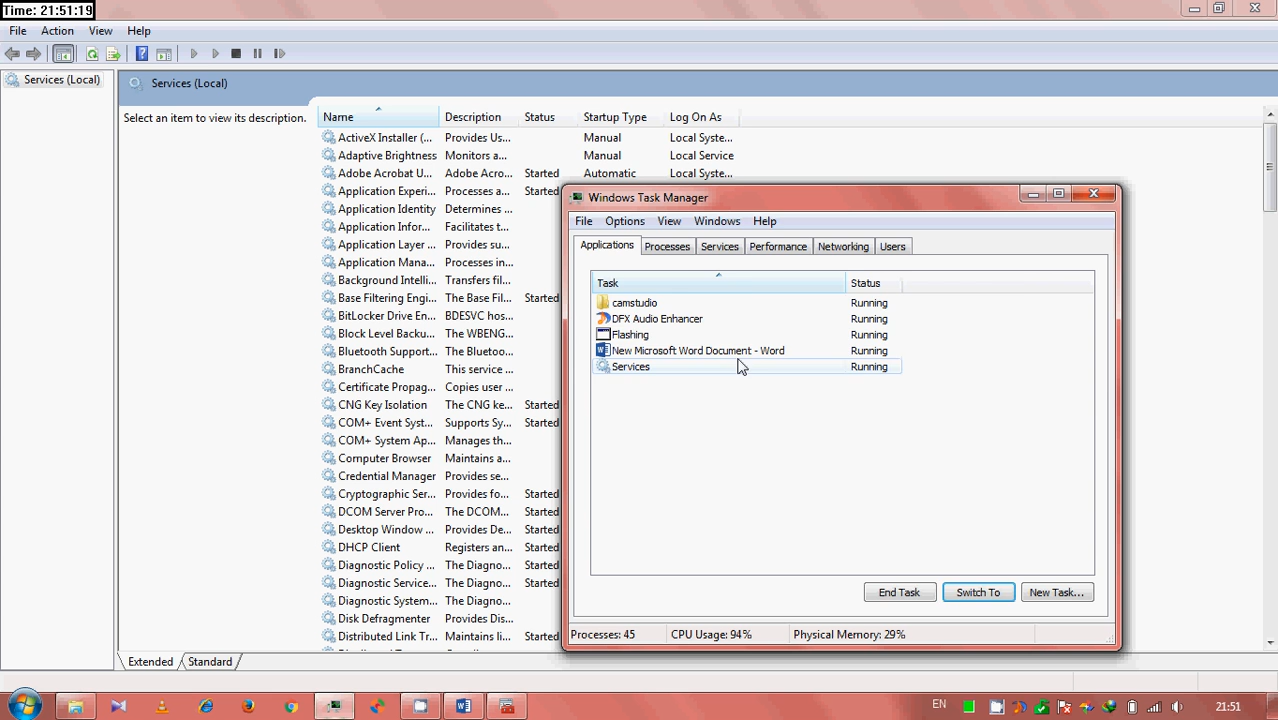 Time: 21:51:19
File Action View Help
Services (Local)
Services (Local)
Select an item to view its description.
Name Description Status Startup Type Log On As
ActiveX Installer (... Provides Us... Manual Local Syste...
Adaptive Brightness Monitors a... Manual Local Service
Adobe Acrobat U... Adobe Acro... Started Automatic Local Syste...
Application Experi... Processes a... Started
Application Identity Determines ...
Application Infor... Facilitates t...
Application Layer ... Provides su...
Application Mana... Processes in...
Background Intelli... Transfers fil...
Base Filtering Engi... The Base Fil... Started
BitLocker Drive En... BDESVC hos...
Block Level Backu... The WBENG...
Bluetooth Support... The Bluetoo...
BranchCache This service ...
Certificate Propag... Copies user ...
CNG Key Isolation The CNG ke... Started
COM+ Event Syst... Supports Sy... Started
COM+ System Ap... Manages th...
Computer Browser Maintains a...
Credential Manager Provides se...
Cryptographic Ser... Provides fo... Started
DCOM Server Pro... The DCOM... Started
Desktop Window ... Provides De... Started
DHCP Client Registers an... Started
Diagnostic Policy ... The Diagno... Started
Diagnostic Service... The Diagno... Started
Diagnostic System... The Diagno...
Disk Defragmenter Provides Dis...
Distributed Link Tr... Maintains li... Started
Extended Standard
Windows Task Manager
File Options View Windows Help
Applications Processes Services Performance Networking Users
Task Status
camstudio Running
DFX Audio Enhancer Running
Flashing Running
New Microsoft Word Document - Word Running
Services Running
End Task Switch To New Task...
Processes: 45 CPU Usage: 94% Physical Memory: 29%
EN 21:51